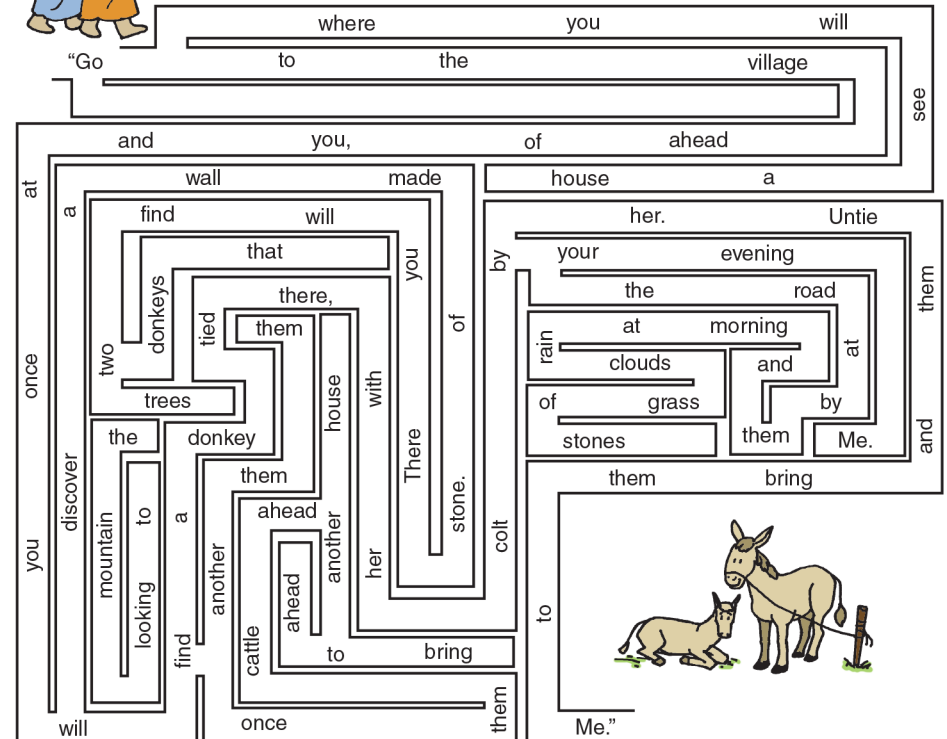 where you will
“Go to the village
see
and you, of ahead
wall made house a
at
a
find will her. Untie
that your evening
by
you
them
donkeys
there, the road
tied
of
them at morning
rain
at
two
clouds and
once
with
house
trees of grass by
the donkey stones them Me.
There
and
discover
them them bring
stone.
ahead
to
a
mountain
another
another
colt
you
her
looking
ahead
to
find
cattle
to bring
them
will once Me.”